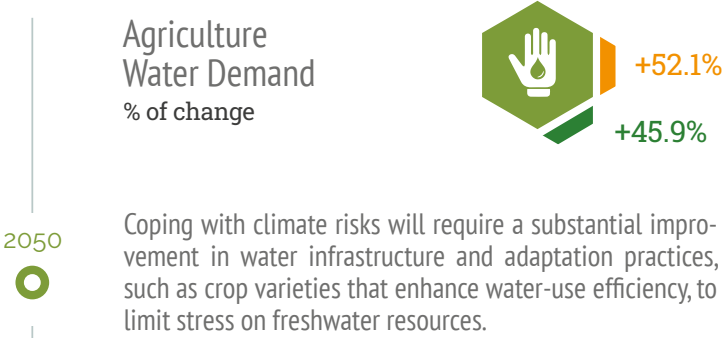 Agriculture
Water Demand
% of change
+52.1%
+45.9%
2050
Coping with climate risks will require a substantial impro-
vement in water infrastructure and adaptation practices,
such as crop varieties that enhance water-use efficiency, to
limit stress on freshwater resources.